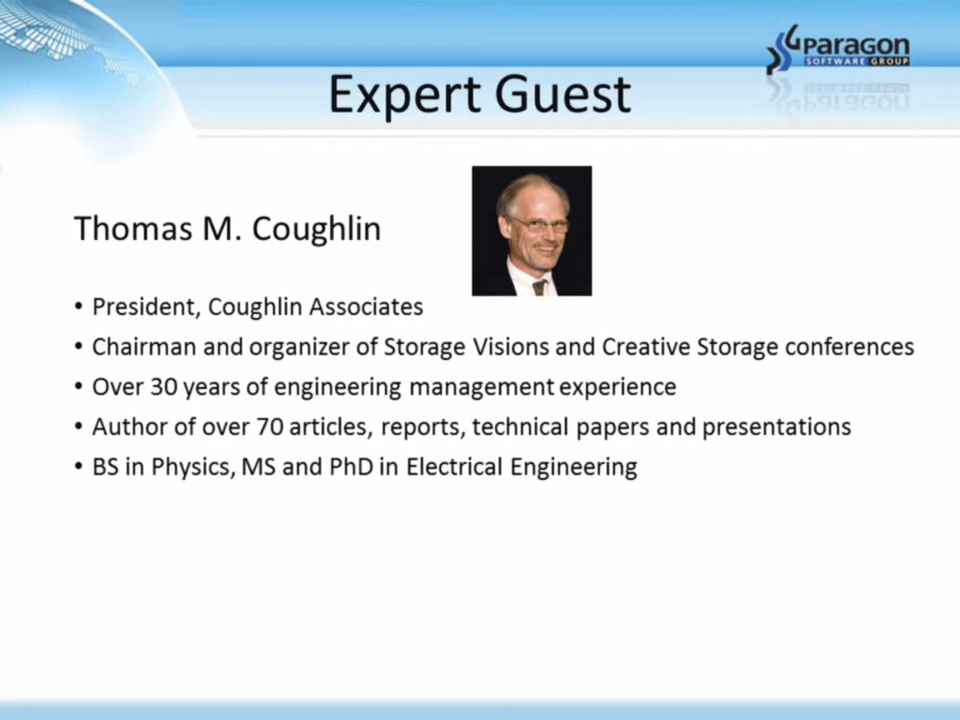 PARAGON
SOFTWARE GROUP
Expert Guest
Thomas M. Coughlin
• President, Coughlin Associates
• Chairman and organizer of Storage Visions and Creative Storage conferences
• Over 30 years of engineering management experience
• Author of over 70 articles, reports, technical papers and presentations
• BS in Physics, MS and PhD in Electrical Engineering